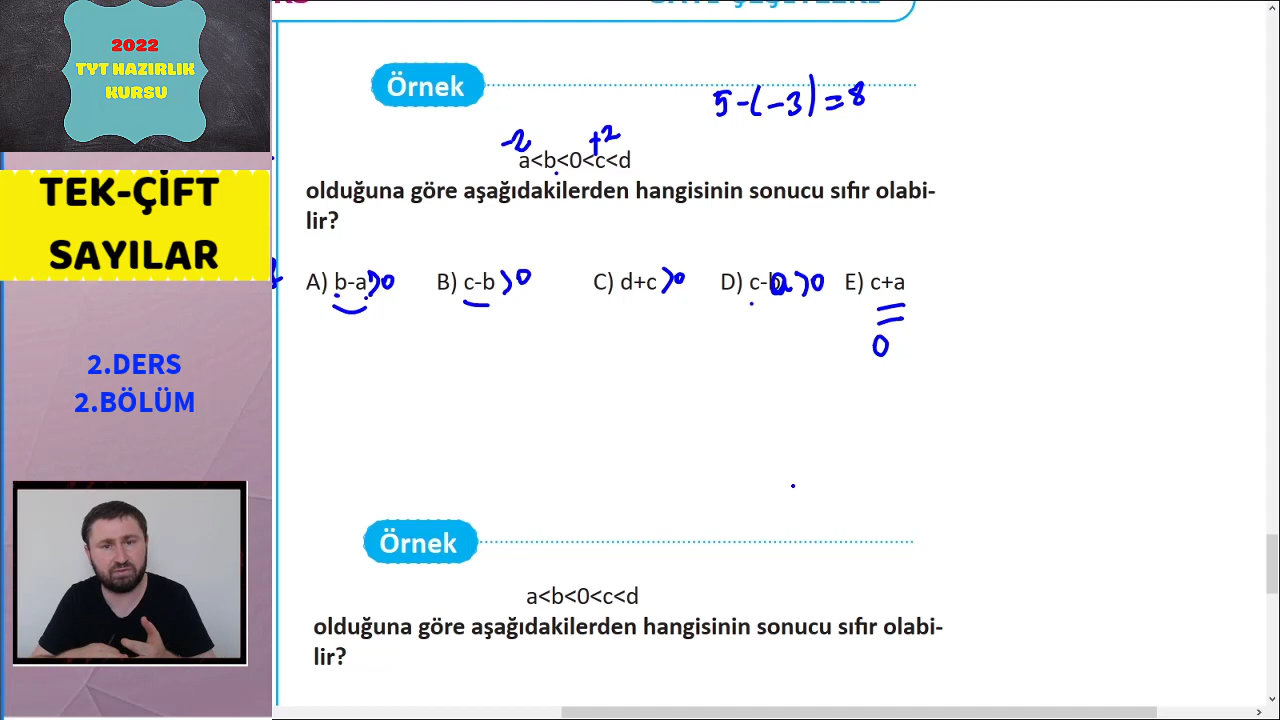 2022
TYT HAZIRLIK
KURSU
TEK-ÇİFT
SAYILAR
2.DERS
2.BÖLÜM
Örnek
5-(-3)=8
-2 +2
a<b<0<c<d
olduğuna göre aşağıdakilerden hangisinin sonucu sıfır olabi-
lir?
A) b-a>0 B) c-b>0 C) d+c>0 D) c-a>0 E) c+a
0
Örnek
a<b<0<c<d
olduğuna göre aşağıdakilerden hangisinin sonucu sıfır olabi-
lir?